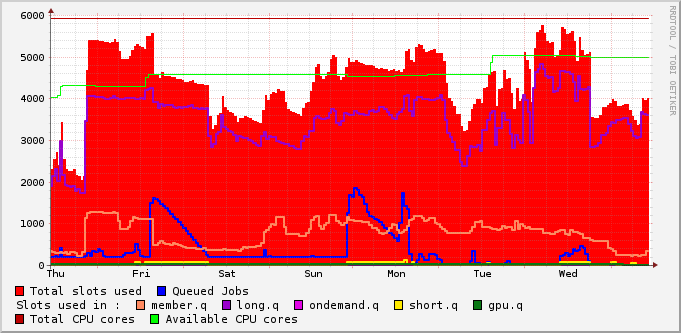 6000
5000
4000
3000
2000
1000
0
Thu Fri Sat Sun Mon Tue Wed
RRDTOOL / TOBI OETIKER
Total slots used Queued Jobs
Slots used in : member.q long.q ondemand.q short.q gpu.q
Total CPU cores Available CPU cores